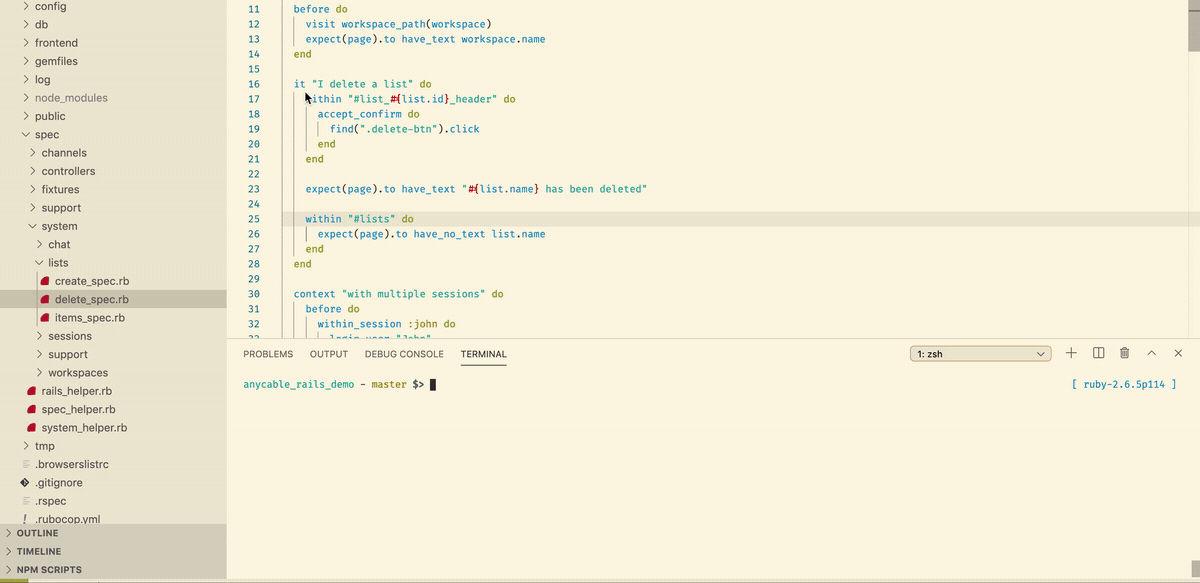 config
db
frontend
gemfiles
log
node_modules
public
spec
channels
controllers
fixtures
support
system
chat
lists
create_spec.rb
delete_spec.rb
items_spec.rb
sessions
support
workspaces
rails_helper.rb
spec_helper.rb
system_helper.rb
tmp
.browserslistrc
.gitignore
.rspec
! .rubocop.yml
OUTLINE
TIMELINE
NPM SCRIPTS
11 before do
12 visit workspace_path(workspace)
13 expect(page).to have_text workspace.name
14 end
15
16 it "I delete a list" do
17 within "#list_#{list.id}_header" do
18 accept_confirm do
19 find(".delete-btn").click
20 end
21 end
22
23 expect(page).to have_text "#{list.name} has been deleted"
24
25 within "#lists" do
26 expect(page).to have_no_text list.name
27 end
28 end
29
30 context "with multiple sessions" do
31 before do
32 within_session :john do
33 login_user "John"
PROBLEMS OUTPUT DEBUG CONSOLE TERMINAL 1: zsh
anycable_rails_demo - master $> [ ruby-2.6.5p114 ]